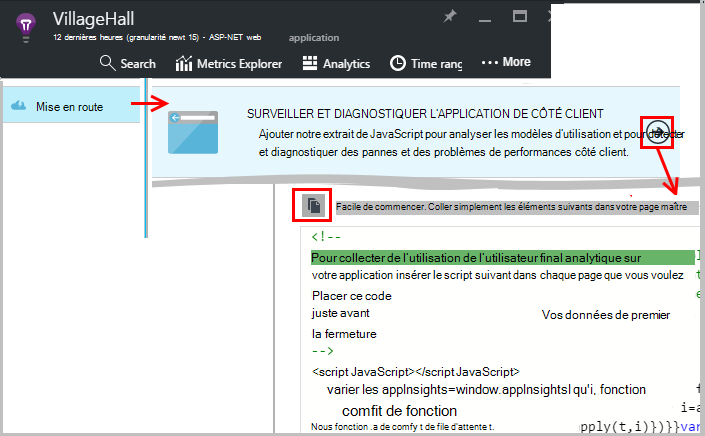 VillageHall
12 dernières heures (granularité newt 15) - ASP-NET web application
Search Metrics Explorer Analytics Time rang ••• More
Mise en route
SURVEILLER ET DIAGNOSTIQUER L'APPLICATION DE CÔTÉ CLIENT
Ajouter notre extrait de JavaScript pour analyser les modèles d'utilisation et pour détecter
et diagnostiquer des pannes et des problèmes de performances côté client.
Facile de commencer. Coller simplement les éléments suivants dans votre page maître
<!--
Pour collecter de l'utilisation de l'utilisateur final analytique sur
votre application insérer le script suivant dans chaque page que vous voulez
Placer ce code
juste avant
Vos données de premier
la fermeture
-->
<script JavaScript></script JavaScript>
varier les appInsights=window.appInsightsl qu'i, fonction
comfit de fonction
i=a
Nous fonction .a de comfy t de file d'attente t.
pply(t,i)})}}var